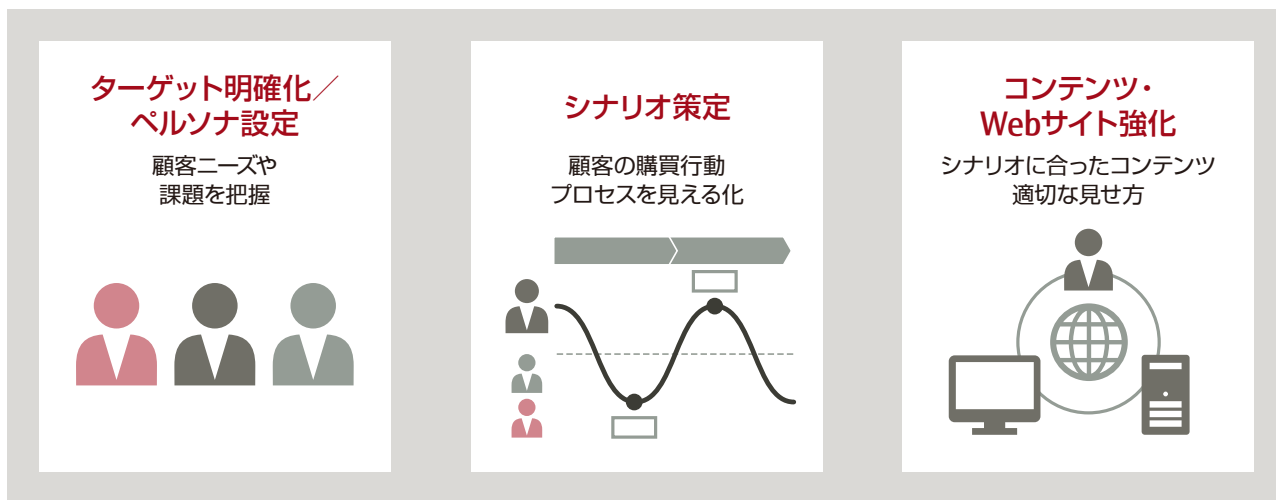 ターゲット明確化／
ペルソナ設定
顧客ニーズや
課題を把握
シナリオ策定
顧客の購買行動
プロセスを見える化
コンテンツ・
Webサイト強化
シナリオに合ったコンテンツ
適切な見せ方